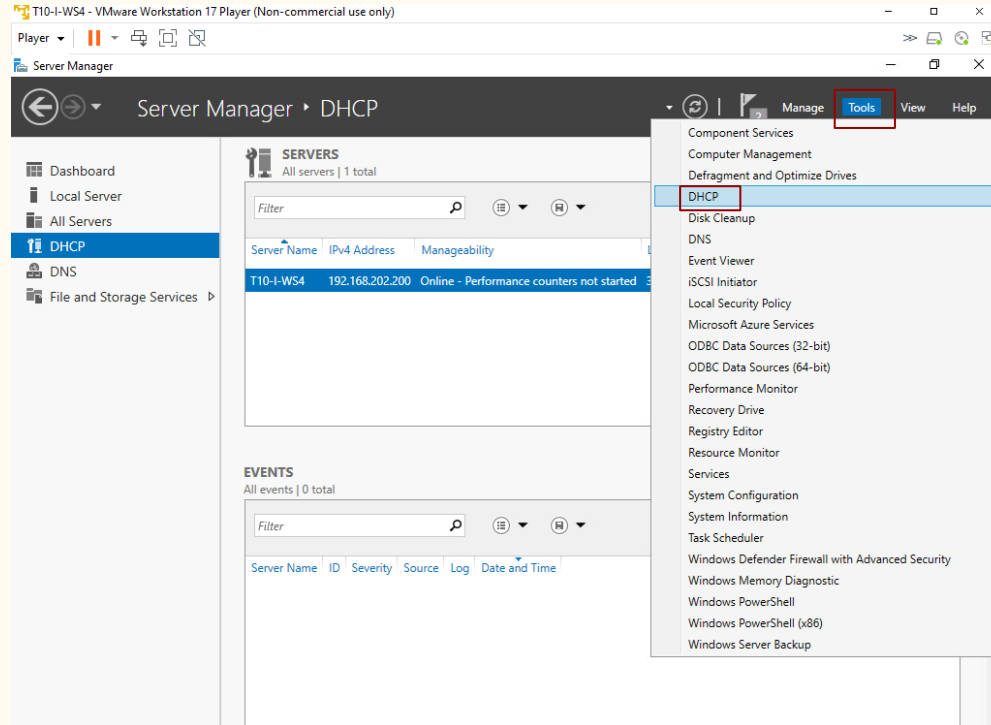 T10-I-WS4 - VMware Workstation 17 Player (Non-commercial use only)
Player
Server Manager
Server Manager • DHCP
Manage Tools View Help
2
Dashboard
Local Server
All Servers
DHCP
DNS
File and Storage Services
SERVERS
All servers | 1 total
Filter
Server Name IPv4 Address Manageability
T10-I-WS4 192.168.202.200 Online - Performance counters not started
EVENTS
All events | 0 total
Filter
Server Name ID Severity Source Log Date and Time
Component Services
Computer Management
Defragment and Optimize Drives
DHCP
Disk Cleanup
DNS
Event Viewer
iSCSI Initiator
Local Security Policy
Microsoft Azure Services
ODBC Data Sources (32-bit)
ODBC Data Sources (64-bit)
Performance Monitor
Recovery Drive
Registry Editor
Resource Monitor
Services
System Configuration
System Information
Task Scheduler
Windows Defender Firewall with Advanced Security
Windows Memory Diagnostic
Windows PowerShell
Windows PowerShell (x86)
Windows Server Backup